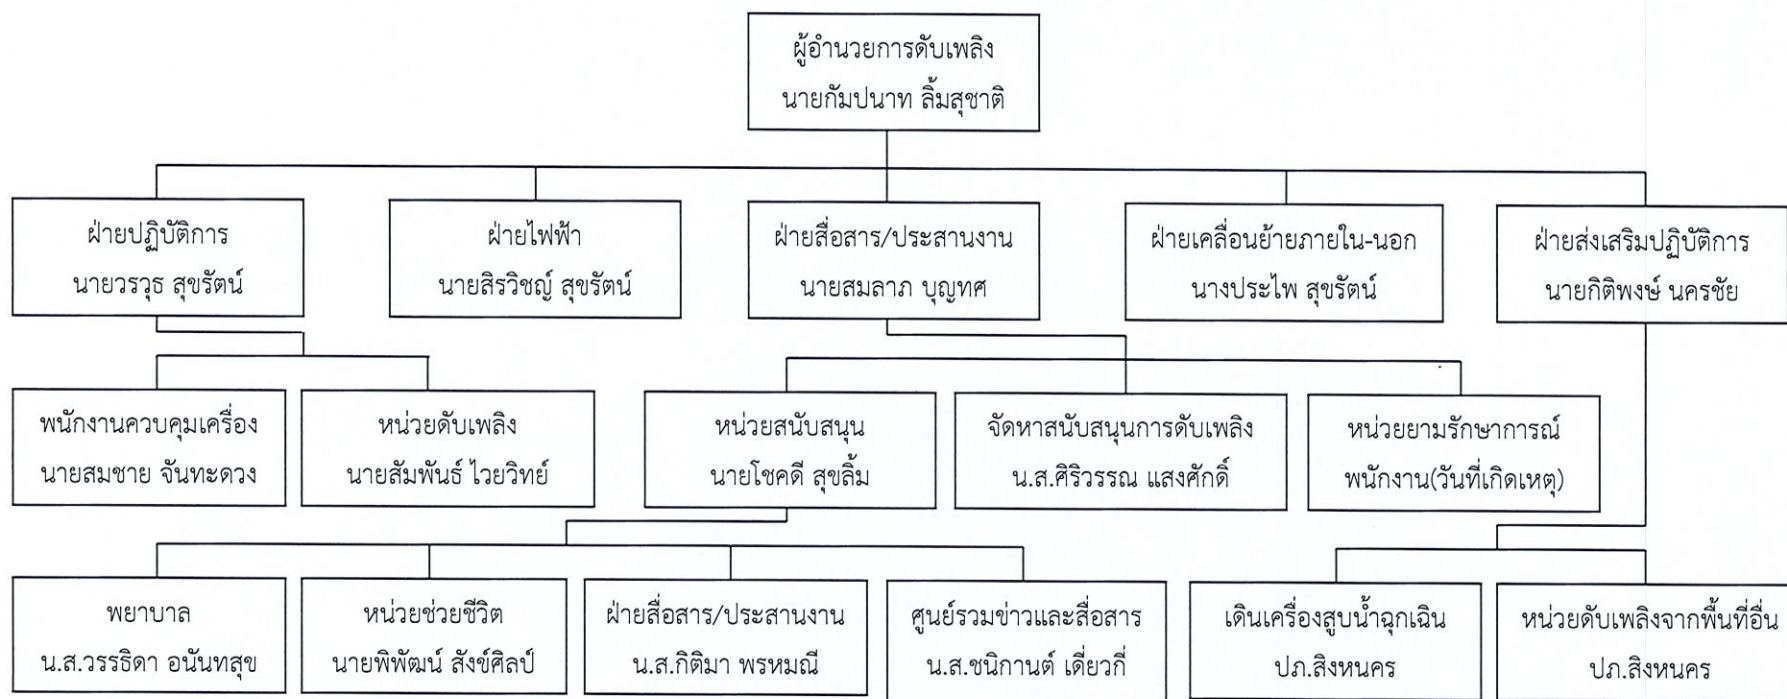 ผู้อำนวยการดับเพลิง
นายกัมปนาท ลิ้มสุชาติ
ฝ่ายปฏิบัติการ
นายวรวุธ สุขรัตน์
ฝ่ายไฟฟ้า
นายสิรวิชญ์ สุขรัตน์
ฝ่ายสื่อสาร/ประสานงาน
นายสมลาภ บุญทศ
ฝ่ายเคลื่อนย้ายภายใน-นอก
นางประไพ สุขรัตน์
ฝ่ายส่งเสริมปฏิบัติการ
นายกิติพงษ์ นครชัย
พนักงานควบคุมเครื่อง
นายสมชาย จันทะดวง
หน่วยดับเพลิง
นายสัมพันธ์ ไวยวิทย์
หน่วยสนับสนุน
นายโชคดี สุขลิ้ม
จัดหาสนับสนุนการดับเพลิง
น.ส.ศิริวรรณ แสงศักดิ์
หน่วยยามรักษาการณ์
พนักงาน(วันที่เกิดเหตุ)
พยาบาล
น.ส.วรรธิดา อนันทสุข
หน่วยช่วยชีวิต
นายพิพัฒน์ สังข์ศิลป์
ฝ่ายสื่อสาร/ประสานงาน
น.ส.กิติมา พรหมณี
ศูนย์รวมข่าวและสื่อสาร
น.ส.ชนิกานต์ เดี่ยวกี่
เดินเครื่องสูบน้ำฉุกเฉิน
ปภ.สิงหนคร
หน่วยดับเพลิงจากพื้นที่อื่น
ปภ.สิงหนคร